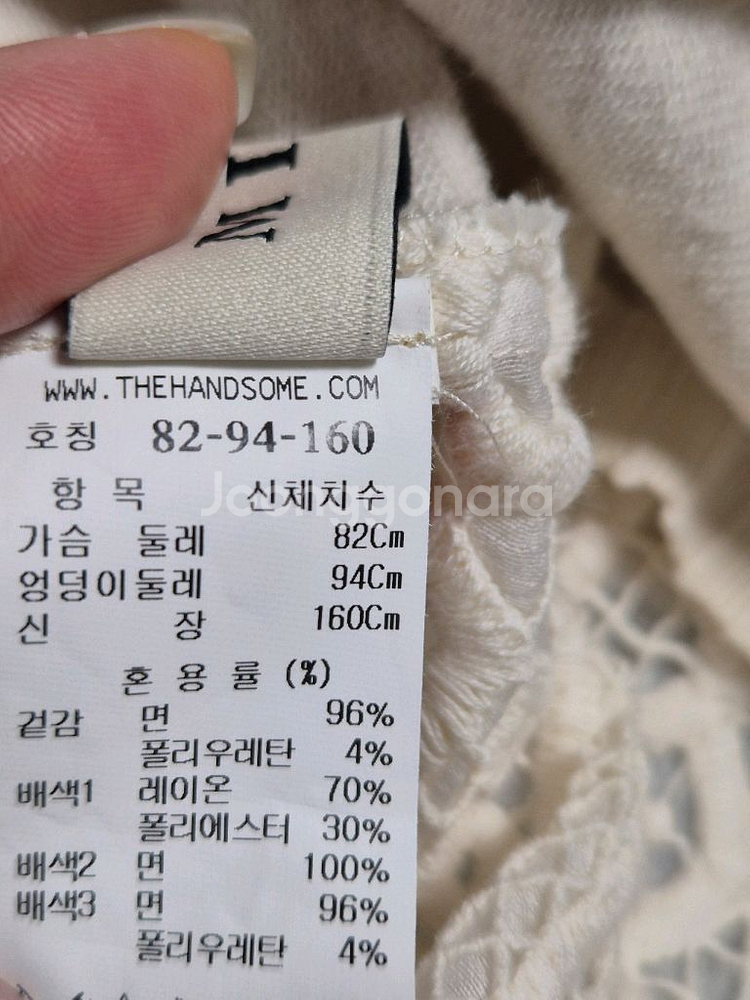 WWW.THEHANDSOME.COM
호칭 82-94-160
항 목 신체치수
Joonggonara
가슴 둘레 82Cm
엉덩이둘레 94Cm
신 장 160Cm
혼 용 률 (%)
겉감 면 96%
폴리우레탄 4%
배색1 레이온 70%
폴리에스터 30%
배색2 면 100%
배색3 면 96%
폴리우레탄 4%